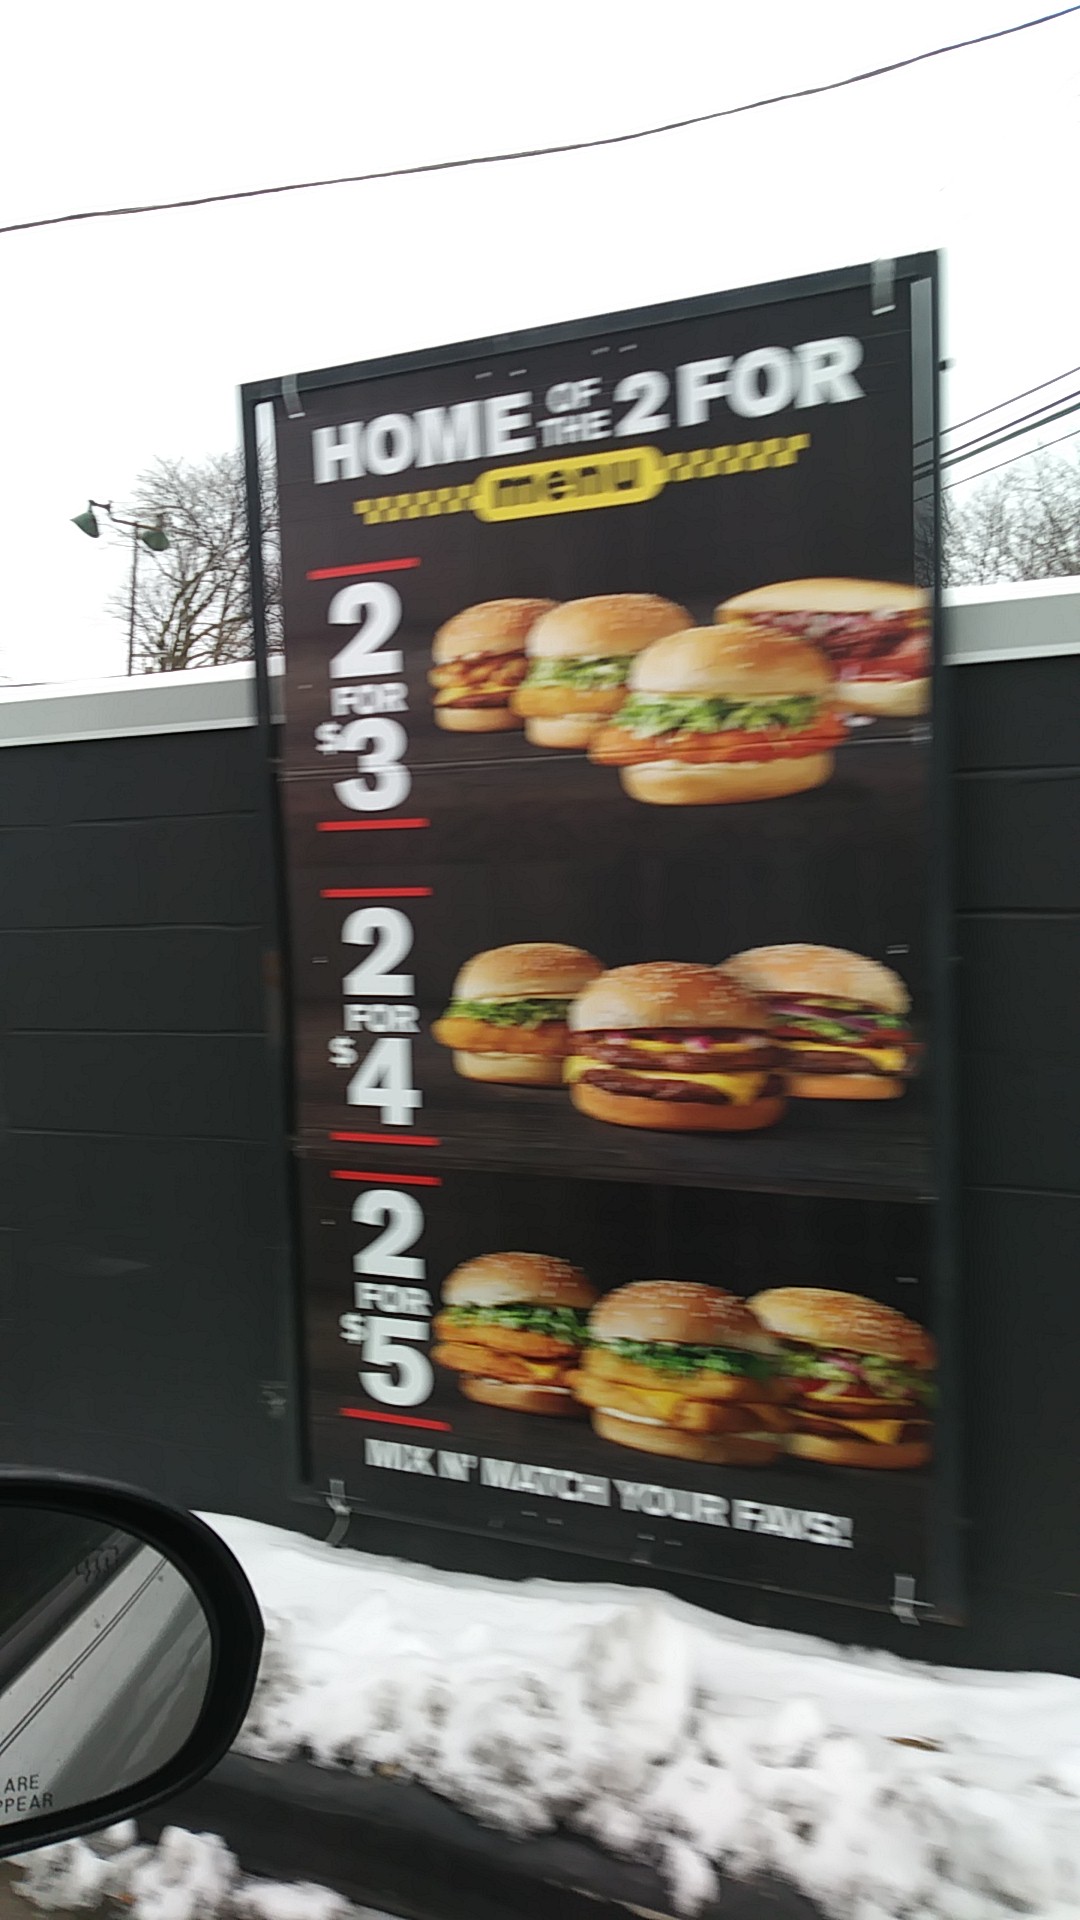 HOME OF THE 2 FOR
menu
2
FOR
$3
2
FOR
$4
2
FOR
$5
MIX N' MATCH YOUR FAVS!
ARE
PPEAR